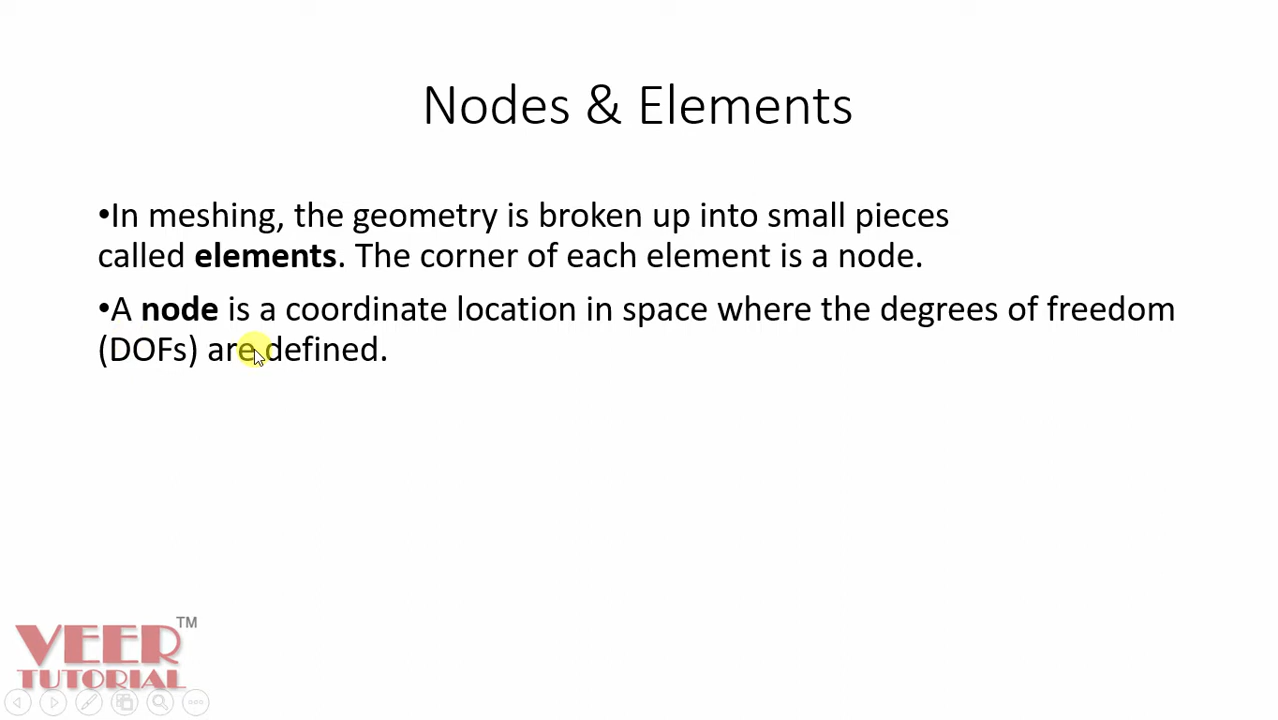 Nodes & Elements
•In meshing, the geometry is broken up into small pieces
called elements. The corner of each element is a node.
•A node is a coordinate location in space where the degrees of freedom
(DOFs) are defined.
VEER ™
TUTORIAL